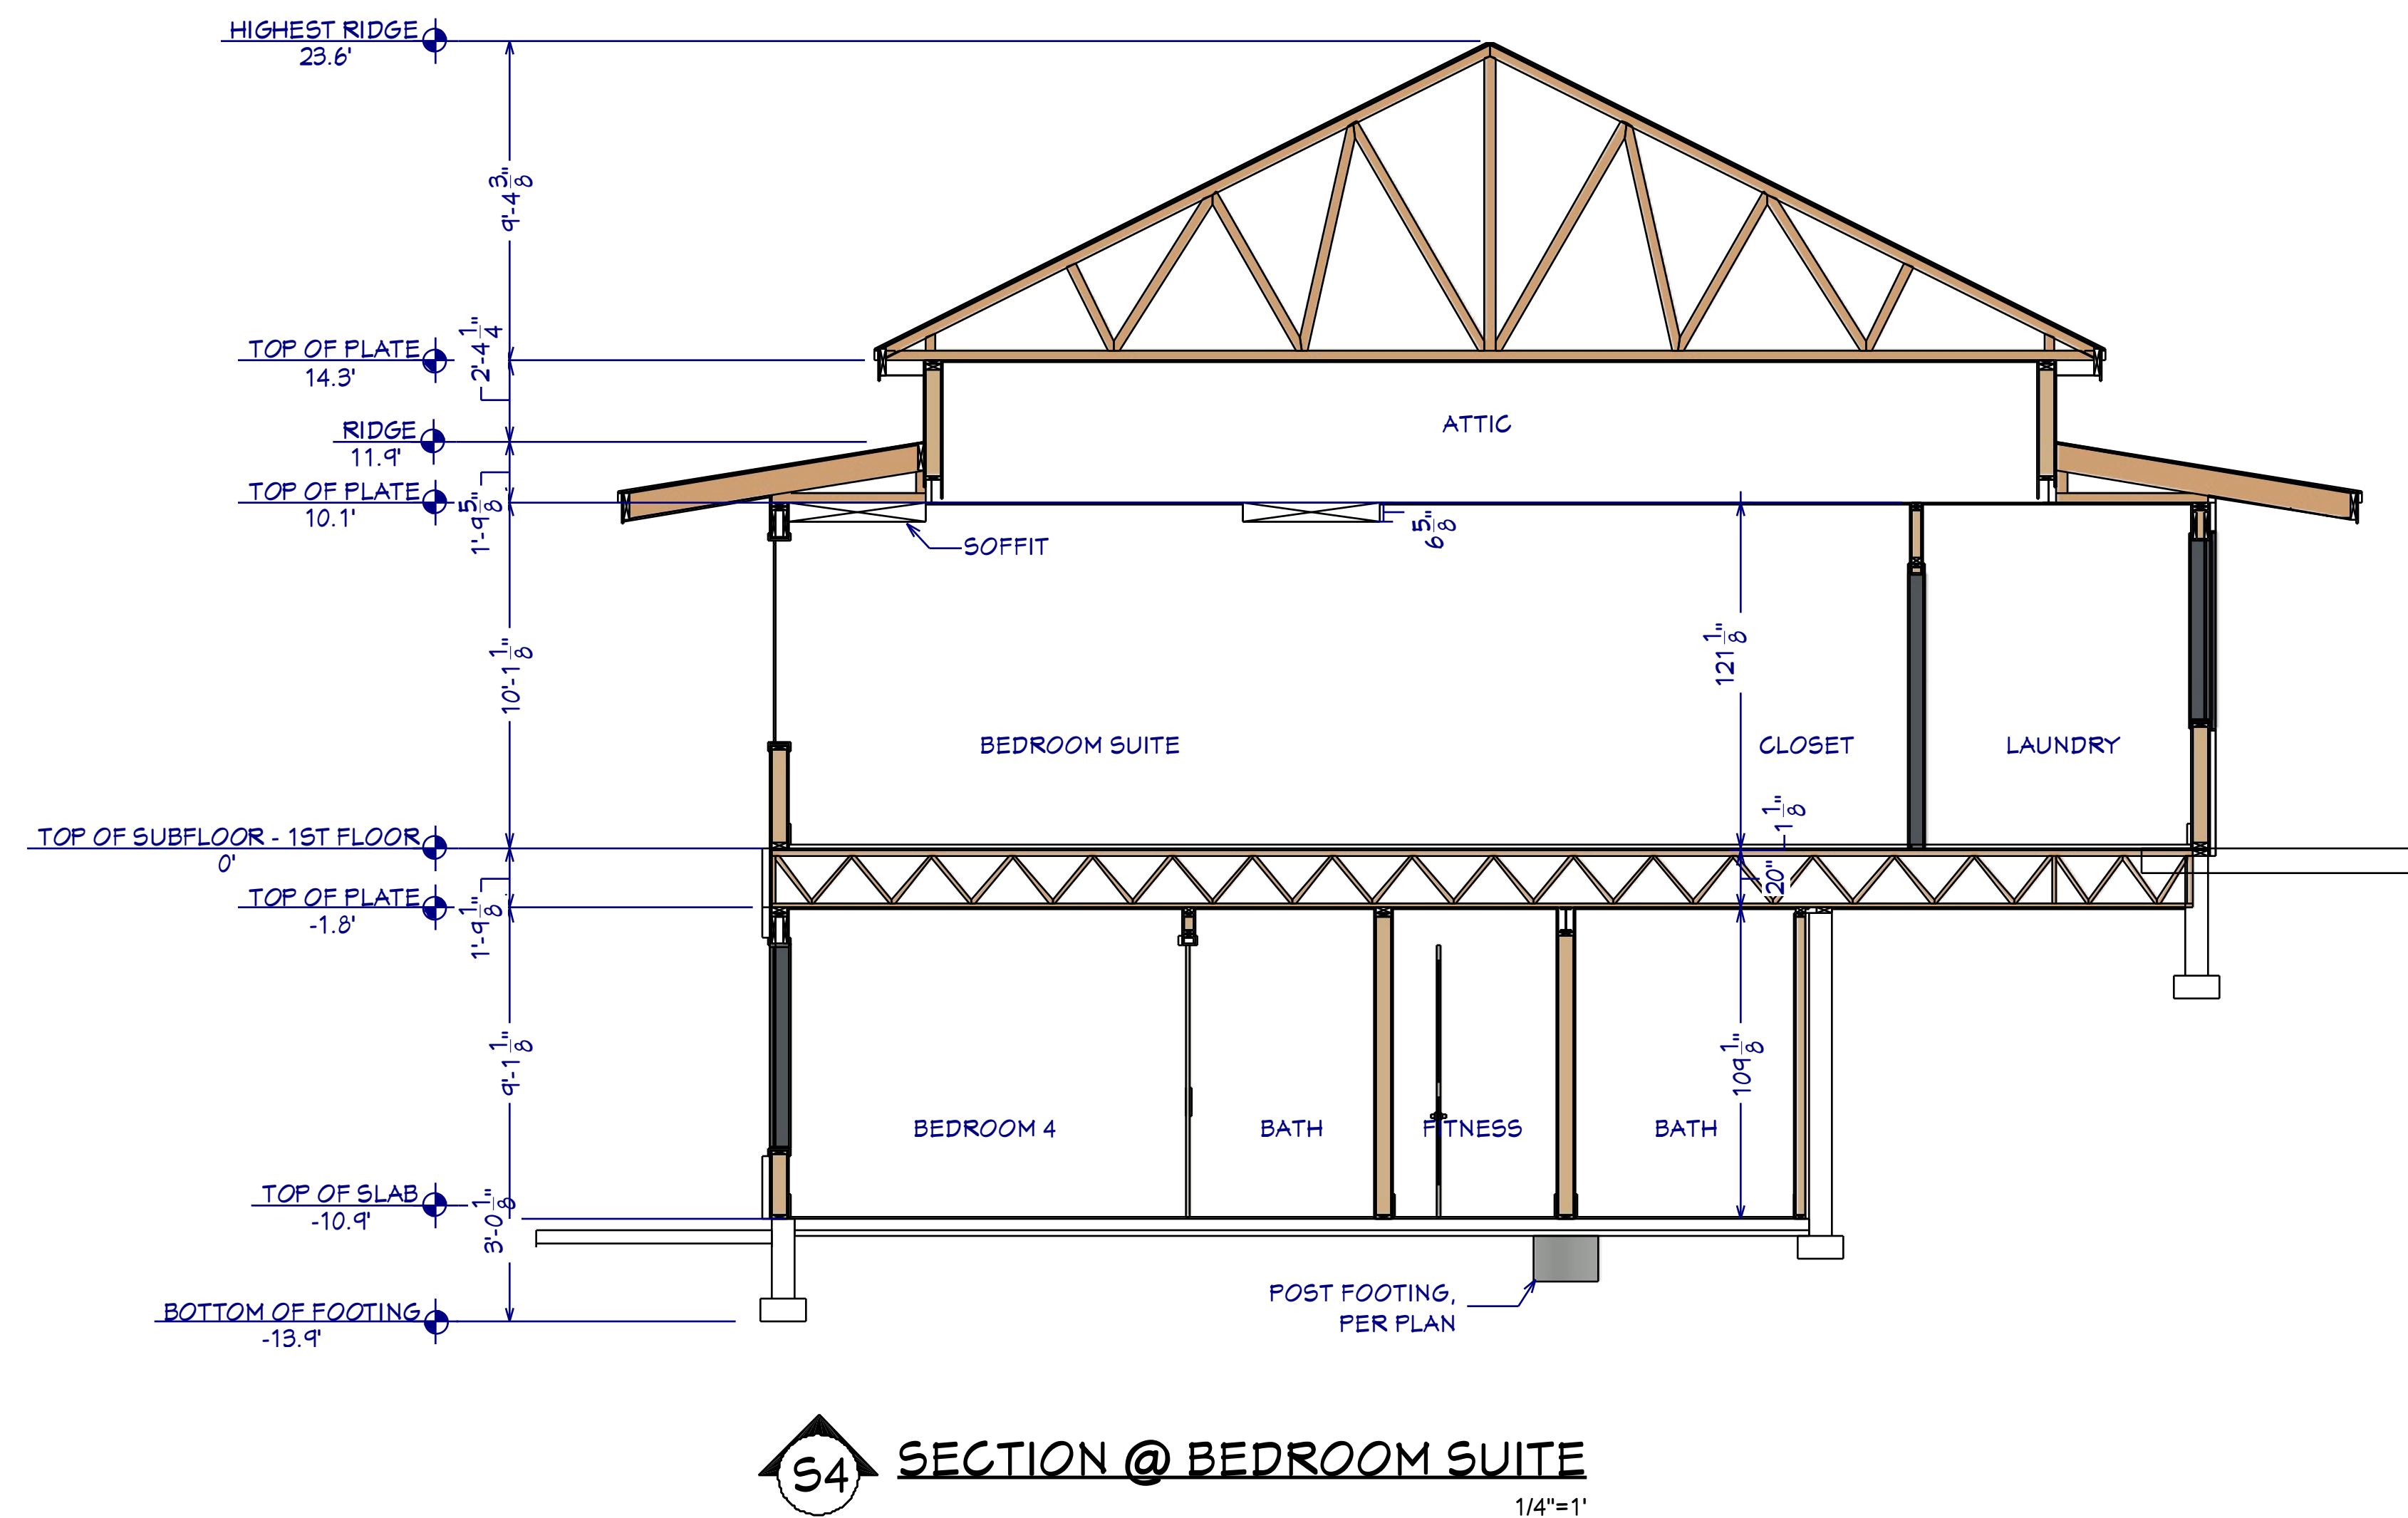 HIGHEST RIDGE
23.6'
9'-4 3/8"
TOP OF PLATE
14.3'
2'-4 1/4"
ATTIC
RIDGE
11.9'
TOP OF PLATE
10.1'
1'-9 5/8"
6 5/8"
SOFFIT
10'-1 1/8"
121 1/8"
BEDROOM SUITE
CLOSET
LAUNDRY
1 1/8"
TOP OF SUBFLOOR - 1ST FLOOR
0'
20"
TOP OF PLATE
-1.8'
1'-9 1/8"
9'-1 1/8"
109 1/8"
BEDROOM 4
BATH
FITNESS
BATH
TOP OF SLAB
-10.9'
3'-0 1/8"
POST FOOTING,
PER PLAN
BOTTOM OF FOOTING
-13.9'
S4
SECTION @ BEDROOM SUITE
1/4"=1'